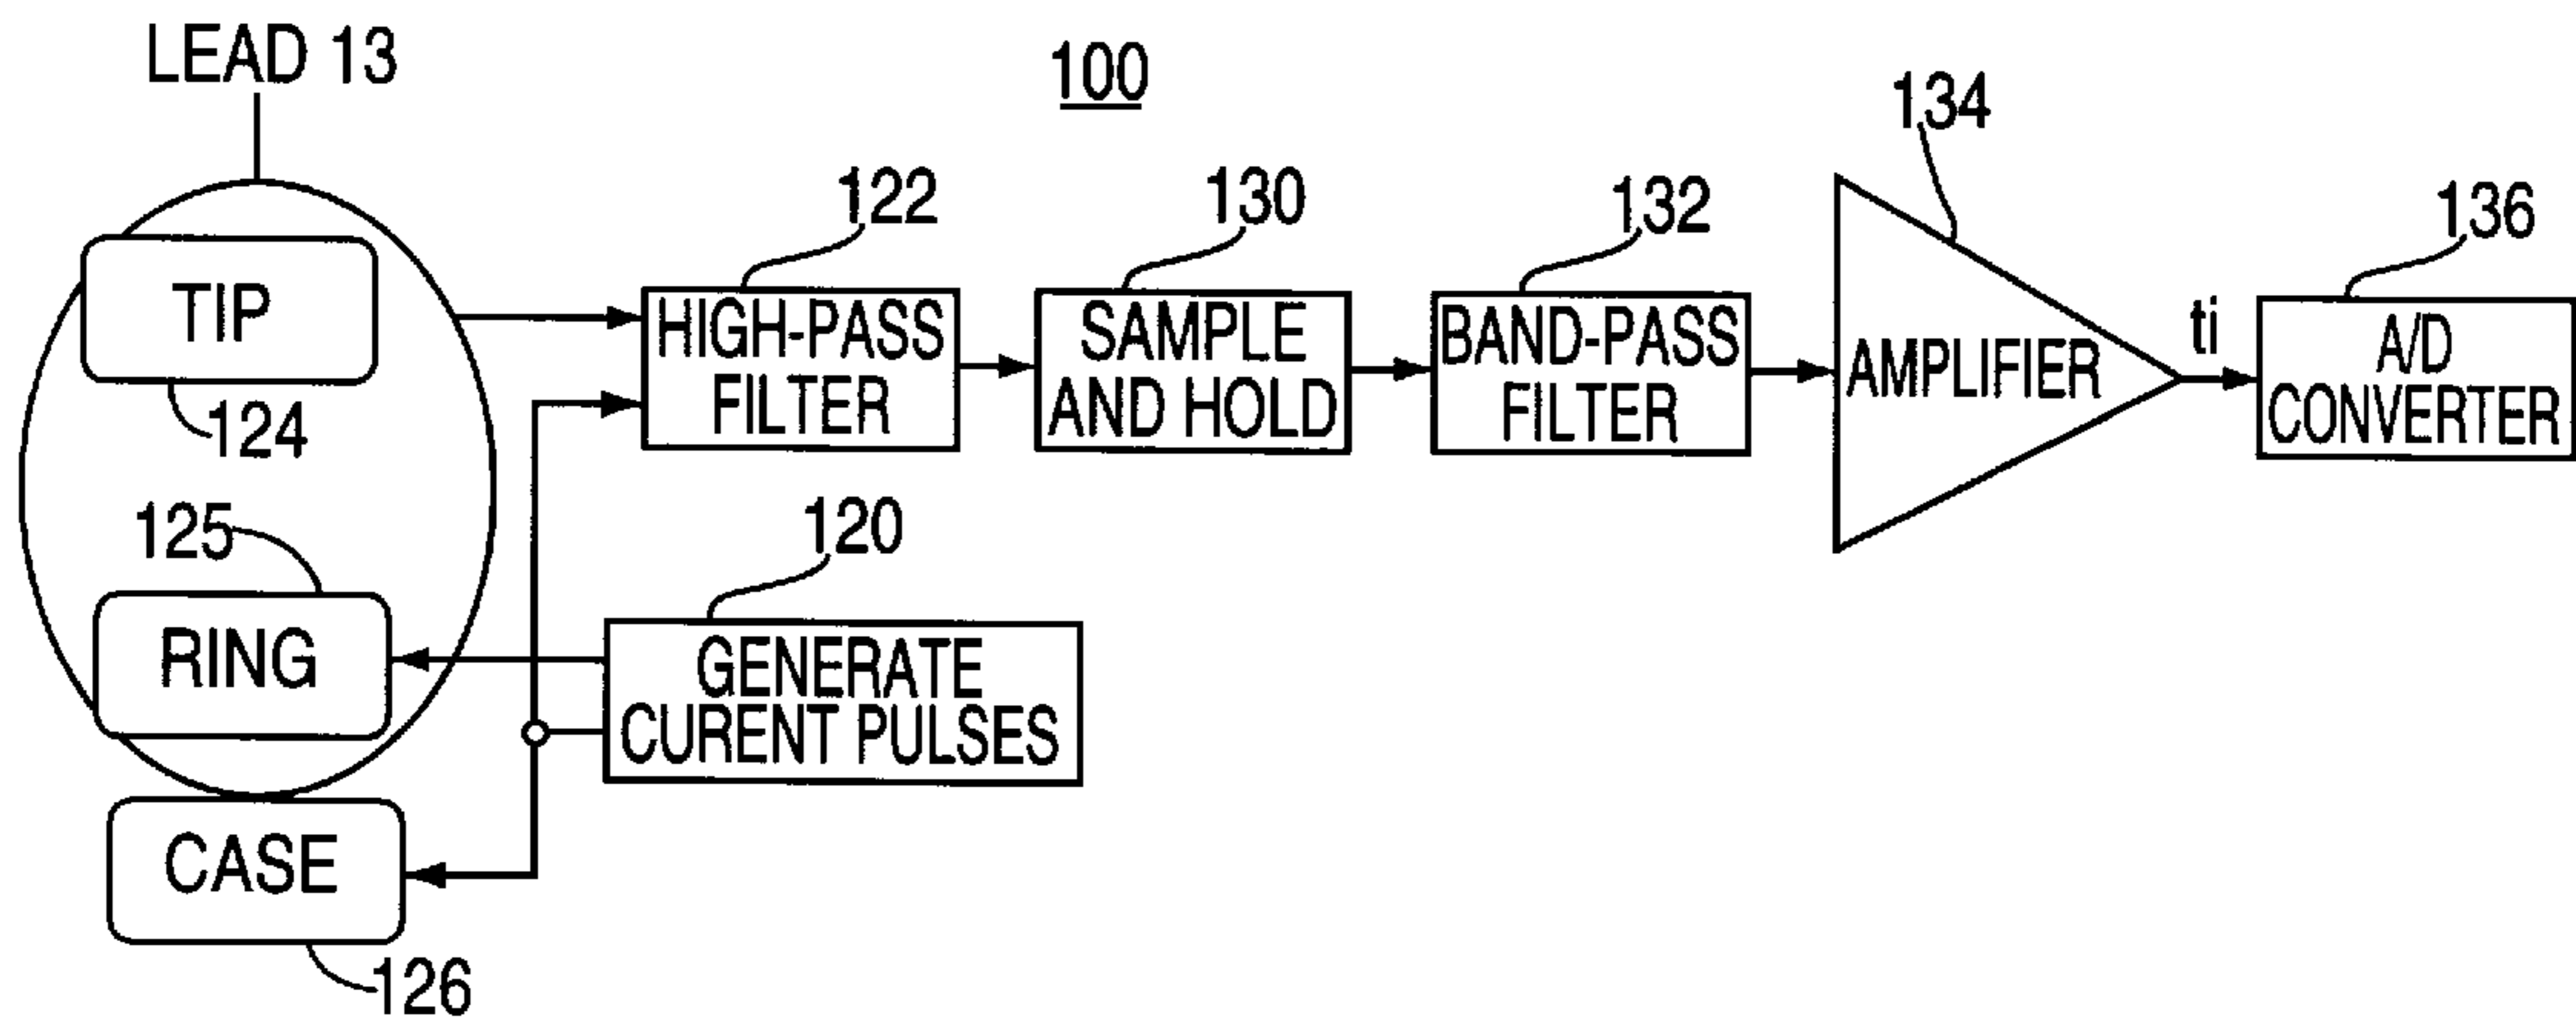 LEAD 13
100
134
122
130
132
136
TIP
124
HIGH-PASS
FILTER
SAMPLE
AND HOLD
BAND-PASS
FILTER
AMPLIFIER
ti
A/D
CONVERTER
125
120
RING
GENERATE
CURENT PULSES
CASE
126